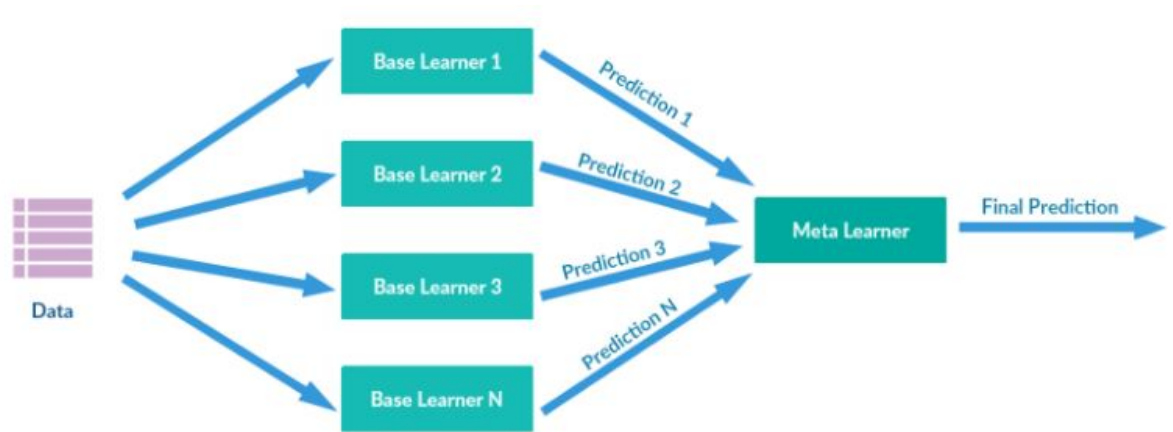 Base Learner 1
Prediction 1
Base Learner 2
Prediction 2
Data
Meta Learner
Final Prediction
Base Learner 3
Prediction 3
Base Learner N
Prediction N